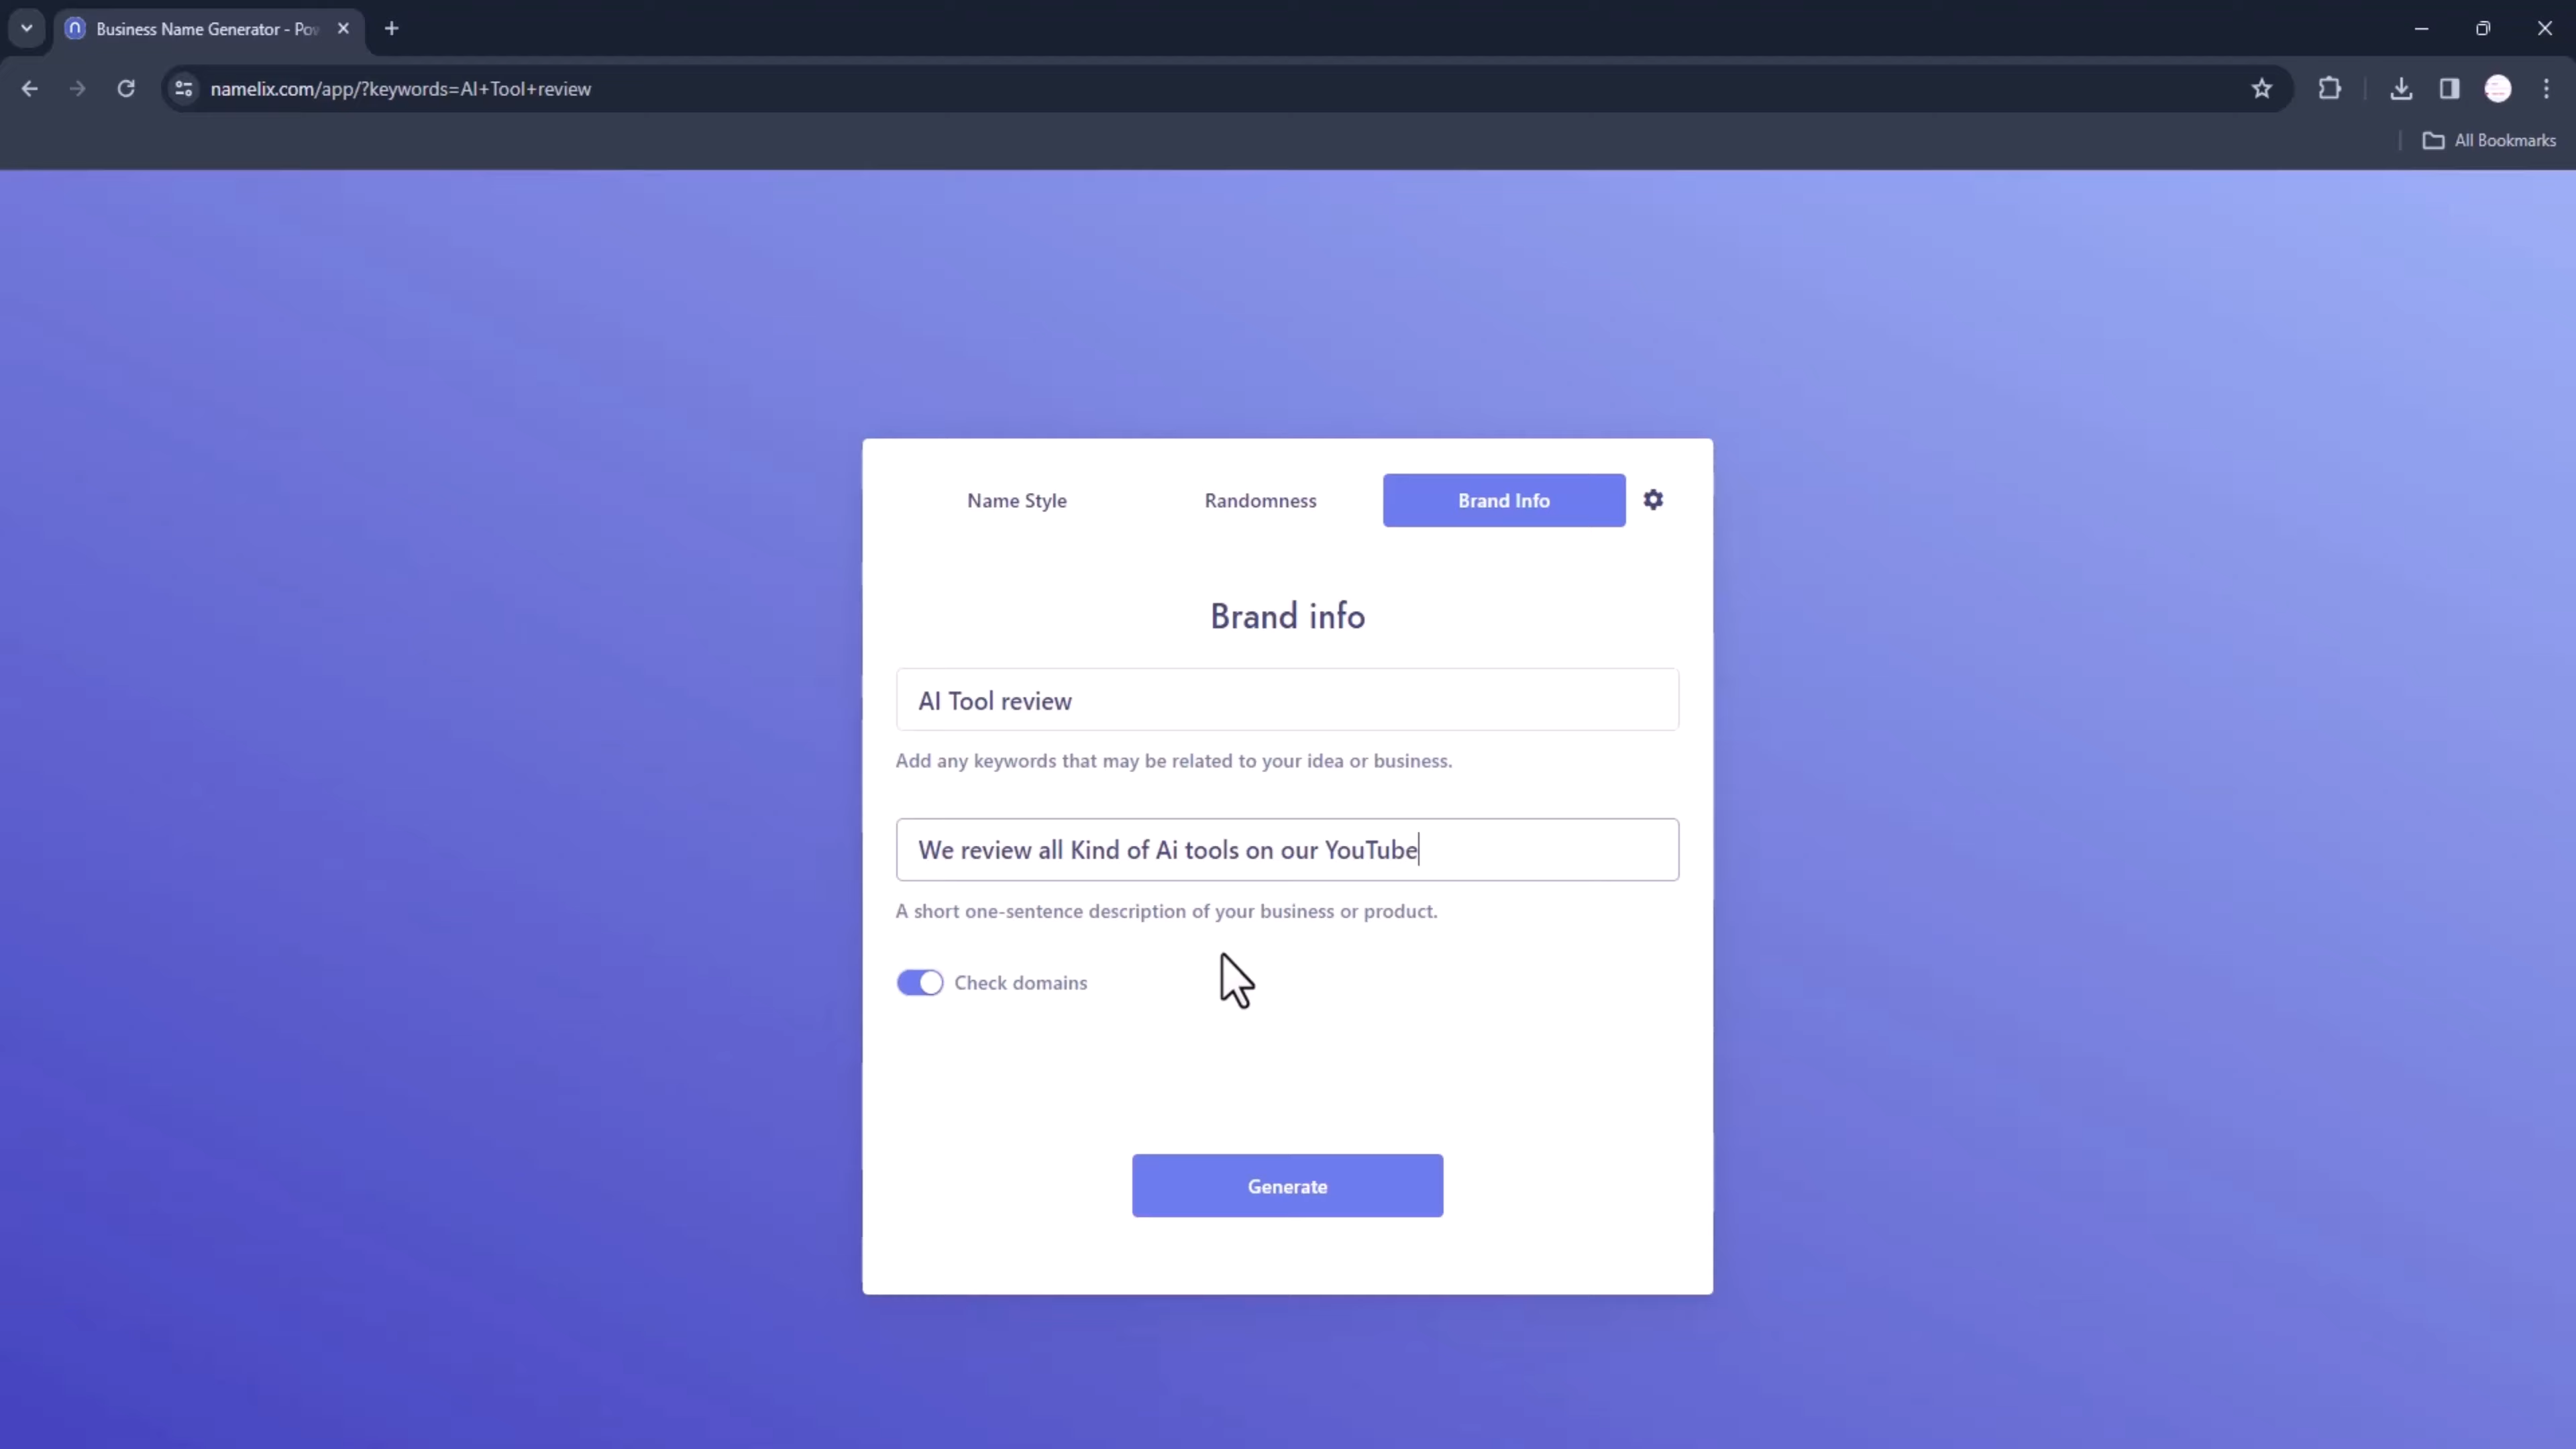 Business Name Generator - Pow
namelix.com/app/?keywords=AI+Tool+review
All Bookmarks
Name Style
Randomness
Brand Info
Brand info
AI Tool review
Add any keywords that may be related to your idea or business.
We review all Kind of Ai tools on our YouTube
A short one-sentence description of your business or product.
Check domains
Generate